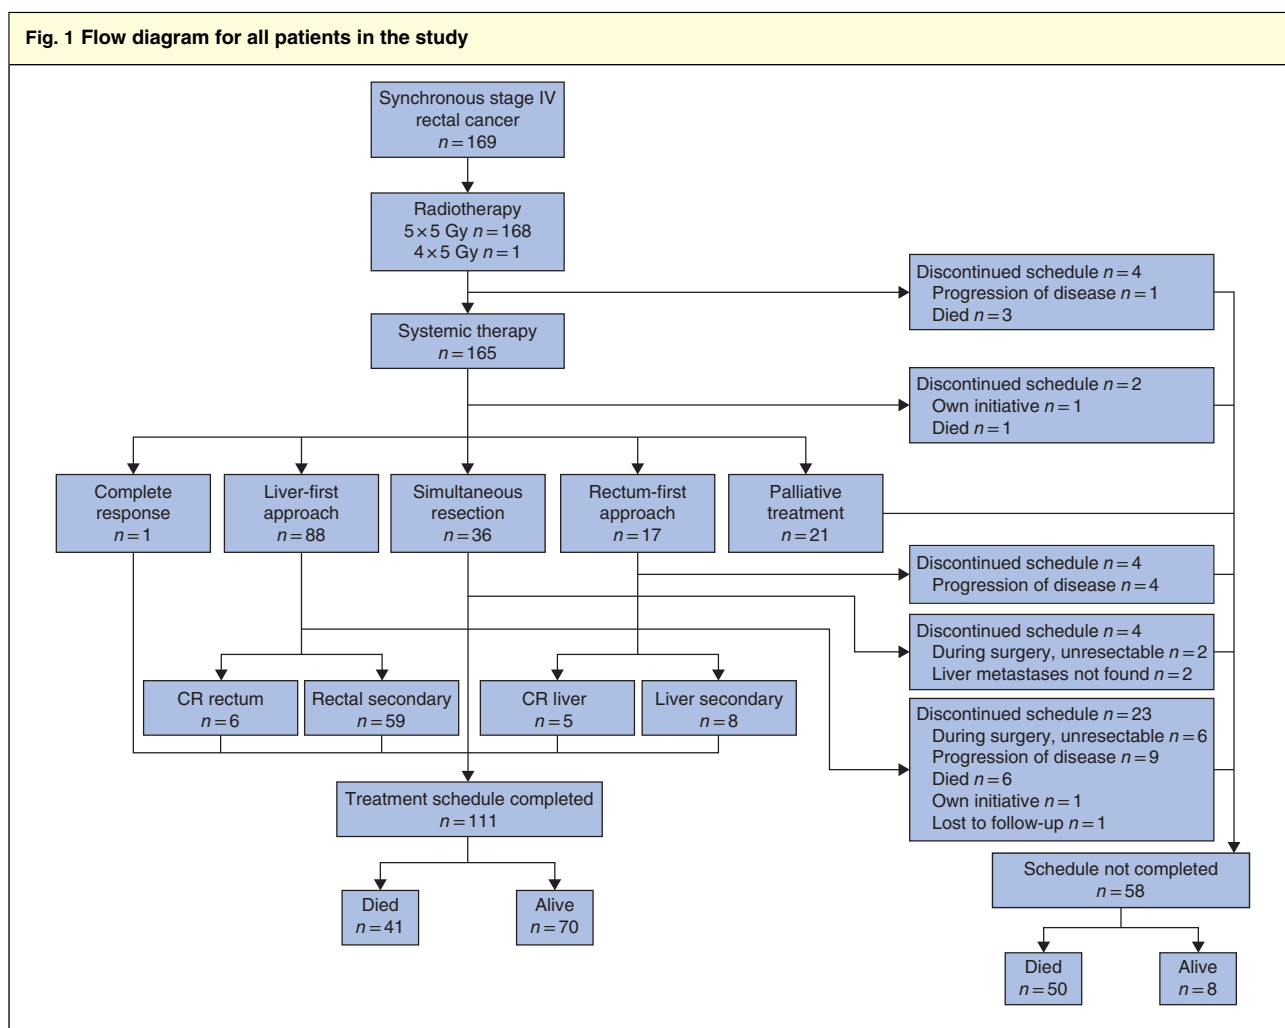 Fig. 1 Flow diagram for all patients in the study
Synchronous stage IV
rectal cancer
n=169
Radiotherapy
5×5 Gy n=168
4×5 Gy n=1
Discontinued schedule n=4
Progression of disease n=1
Died n=3
Systemic therapy
n=165
Discontinued schedule n=2
Own initiative n=1
Died n=1
Complete
response
n=1
Liver-first
approach
n=88
Simultaneous
resection
n=36
Rectum-first
approach
n=17
Palliative
treatment
n=21
Discontinued schedule n=4
Progression of disease n=4
Discontinued schedule n=4
During surgery, unresectable n=2
Liver metastases not found n=2
CR rectum
n=6
Rectal secondary
n=59
CR liver
n=5
Liver secondary
n=8
Discontinued schedule n=23
During surgery, unresectable n=6
Progression of disease n=9
Died n=6
Own initiative n=1
Lost to follow-up n=1
Treatment schedule completed
n=111
Died
n=41
Alive
n=70
Schedule not completed
n=58
Died
n=50
Alive
n=8